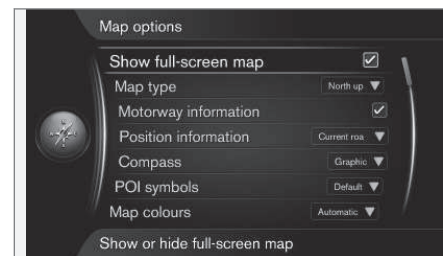 Map options
Show full-screen map
Map type North up
Motorway information
Position information Current roa
Compass Graphic
POI symbols Default
Map colours Automatic
Show or hide full-screen map